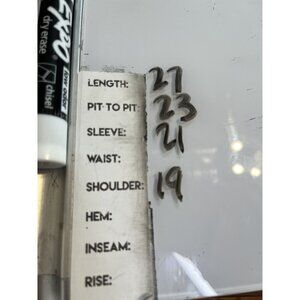 EXPO
dry erase
low odor
chisel
LENGTH: 27
PIT TO PIT: 23
SLEEVE: 21
WAIST:
SHOULDER: 19
HEM:
INSEAM:
RISE: